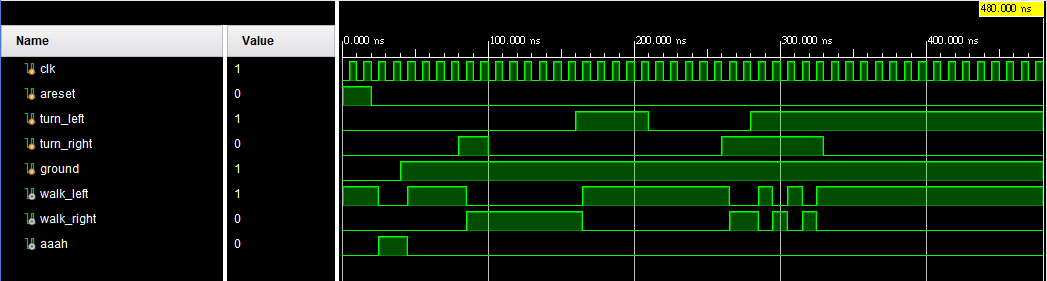 480.000 ns
Name Value
0.000 ns 100.000 ns 200.000 ns 300.000 ns 400.000 ns
clk 1
areset 0
turn_left 1
turn_right 0
ground 1
walk_left 1
walk_right 0
aaah 0